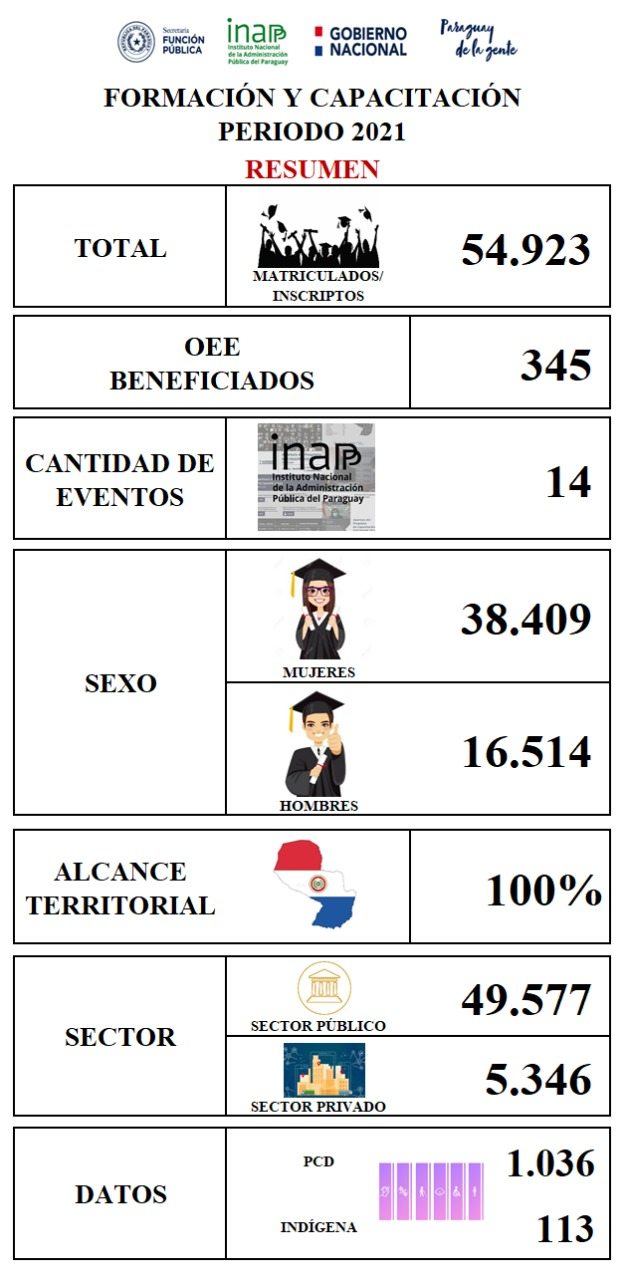 Secretaría
FUNCIÓN
PÚBLICA
inapp
Instituto Nacional
de la Administración
Pública del Paraguay
GOBIERNO
NACIONAL
Paraguay
de la gente
FORMACIÓN Y CAPACITACIÓN
PERIODO 2021
RESUMEN
TOTAL
MATRICULADOS/
INSCRIPTOS
54.923
OEE
BENEFICIADOS
345
CANTIDAD DE
EVENTOS
inapp
Instituto Nacional
de la Administración
Pública del Paraguay
14
SEXO
MUJERES
38.409
HOMBRES
16.514
ALCANCE
TERRITORIAL
100%
SECTOR
SECTOR PÚBLICO
49.577
SECTOR PRIVADO
5.346
DATOS
PCD
1.036
INDÍGENA
113